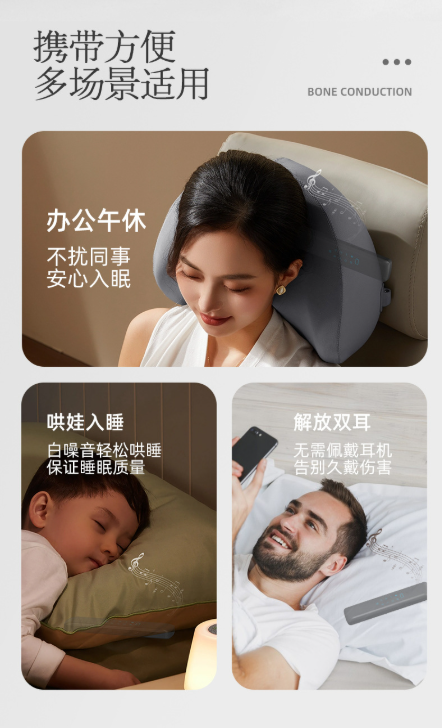 携带方便
多场景适用
BONE CONDUCTION
办公午休
不扰同事
安心入眠
哄娃入睡
白噪音轻松哄睡
保证睡眠质量
解放双耳
无需佩戴耳机
告别久戴伤害